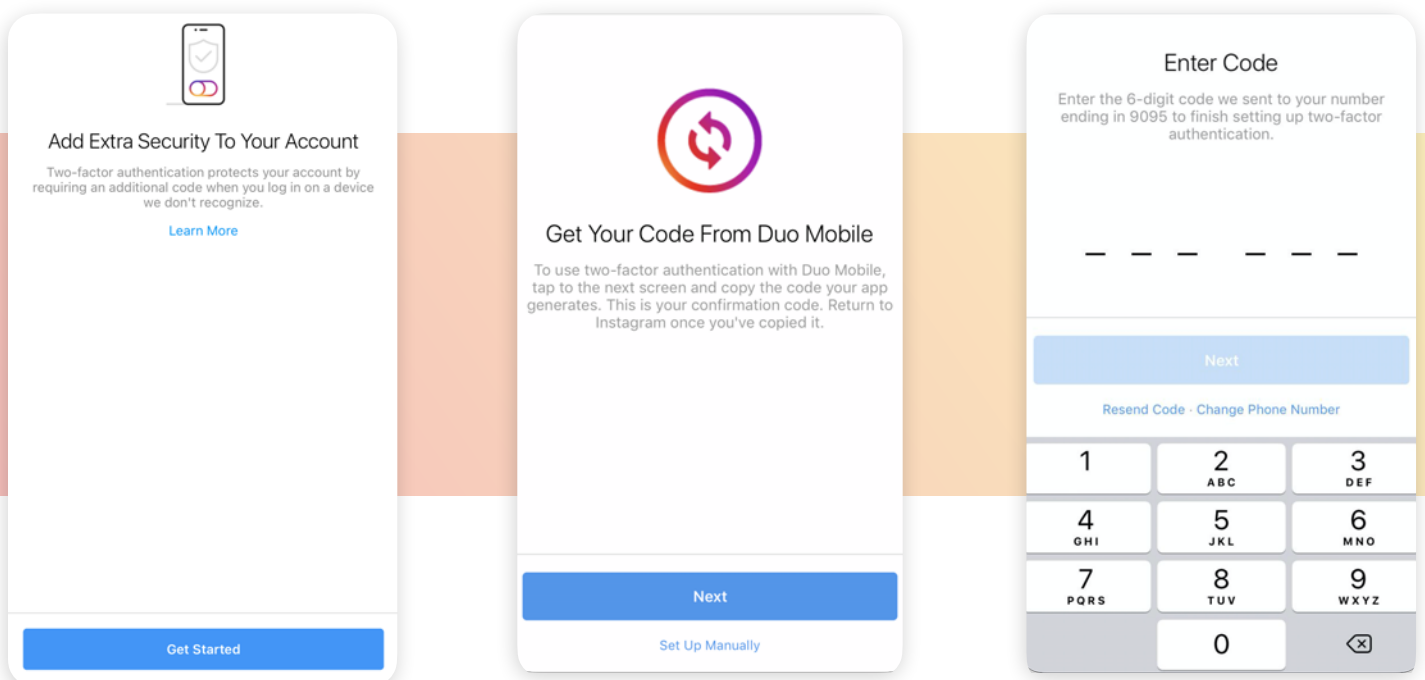 Add Extra Security To Your Account
Two-factor authentication protects your account by
requiring an additional code when you log in on a device
we don't recognize.
Learn More
Get Started
Get Your Code From Duo Mobile
To use two-factor authentication with Duo Mobile,
tap to the next screen and copy the code your app
generates. This is your confirmation code. Return to
Instagram once you've copied it.
Next
Set Up Manually
Enter Code
Enter the 6-digit code we sent to your number
ending in 9095 to finish setting up two-factor
authentication.
Next
Resend Code · Change Phone Number
1 2 3
ABC DEF
4 5 6
GHI JKL MNO
7 8 9
PQRS TUV WXYZ
0